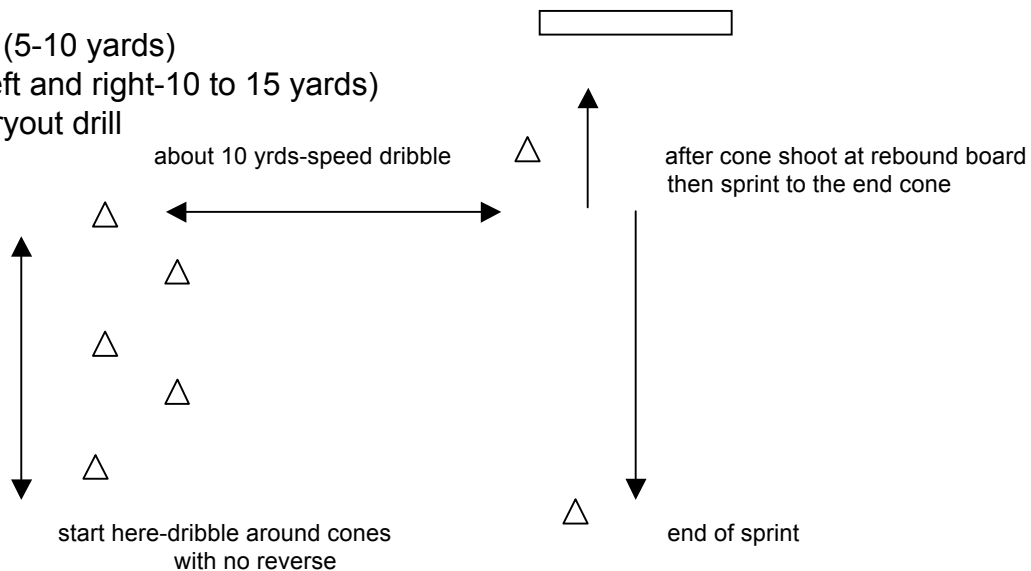 (5-10 yards)
eft and right-10 to 15 yards)
ryout drill
about 10 yrds-speed dribble
after cone shoot at rebound board
then sprint to the end cone
start here-dribble around cones
with no reverse
end of sprint